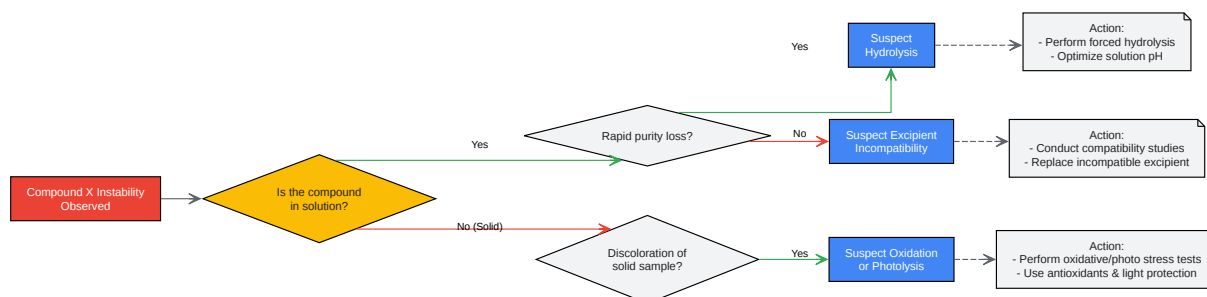 Compound X Instability
Observed
Is the compound
in solution?
Yes
No (Solid)
Rapid purity loss?
Yes
Suspect
Hydrolysis
Action:
- Perform forced hydrolysis
- Optimize solution pH
No
Suspect Excipient
Incompatibility
Action:
- Conduct compatibility studies
- Replace incompatible excipient
Discoloration of
solid sample?
Yes
Suspect Oxidation
or Photolysis
Action:
- Perform oxidative/photo stress tests
- Use antioxidants & light protection